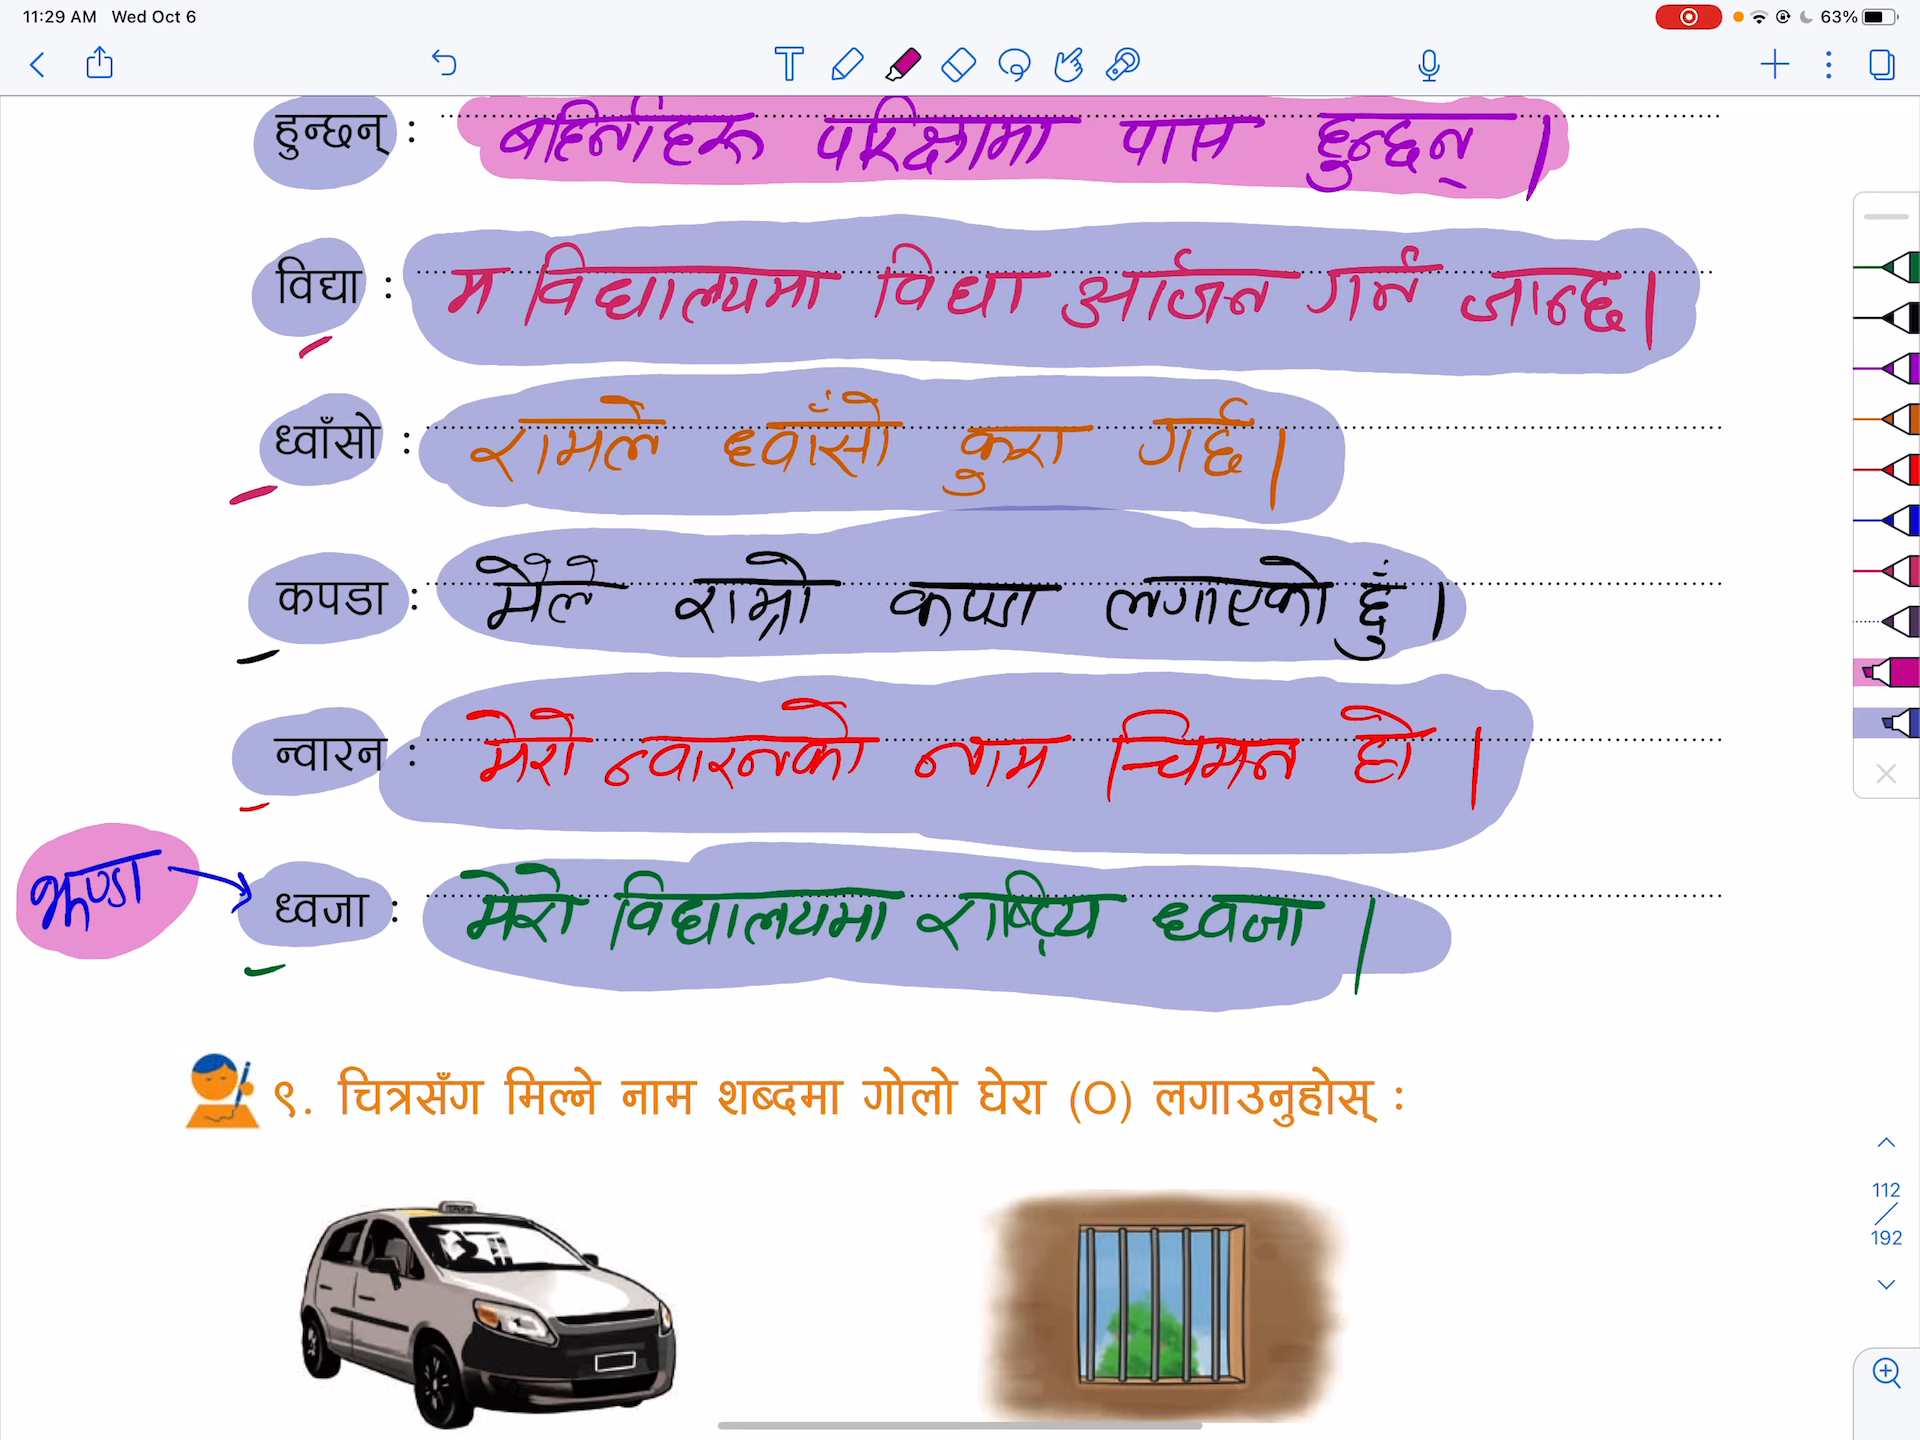 11:29 AM Wed Oct 6 63%
हुन्छन् : बहिनीहरू परिक्षामा पास हुन्छन् ।
विद्या : म विद्यालयमा विद्या आर्जन गर्न जान्छु ।
ध्वाँसो : रामले ध्वाँसो कुरा गर्छ ।
कपडा : मैले राम्रो कपडा लगाएको छुँ ।
न्वारन : मेरो न्वारनको नाम चिमन हो ।
झण्डा
ध्वजा : मेरो विद्यालयमा राष्ट्रिय ध्वजा ।
९. चित्रसँग मिल्ने नाम शब्दमा गोलो घेरा (O) लगाउनुहोस् :
112
/
192